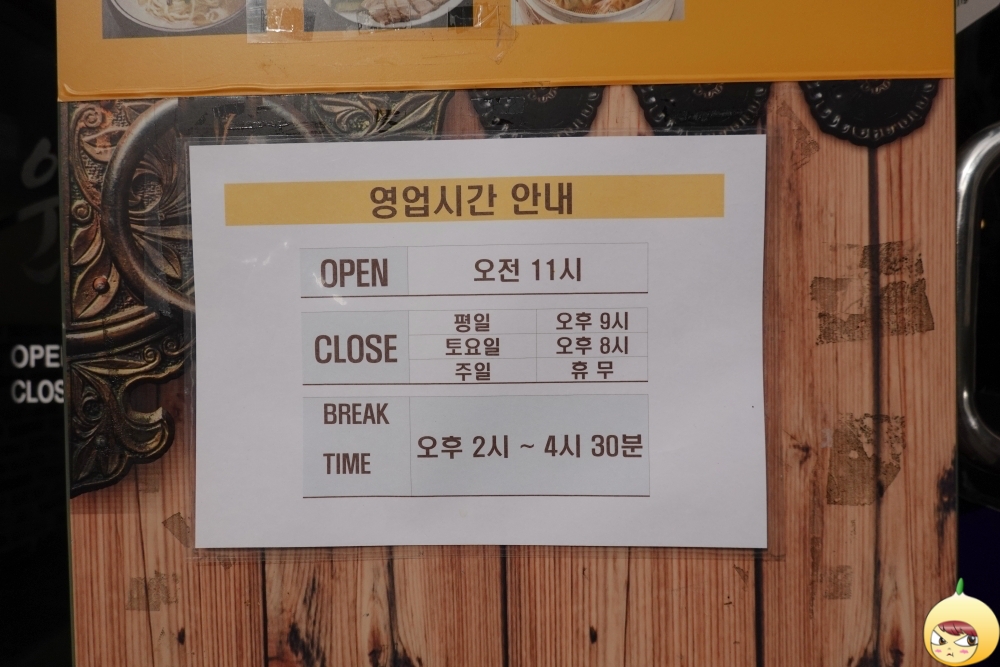 영업시간 안내
OPEN 오전 11시
CLOSE
평일 오후 9시
토요일 오후 8시
주일 휴 무
BREAK
TIME
오후 2시 ~ 4시 30분
OPE
CLOS